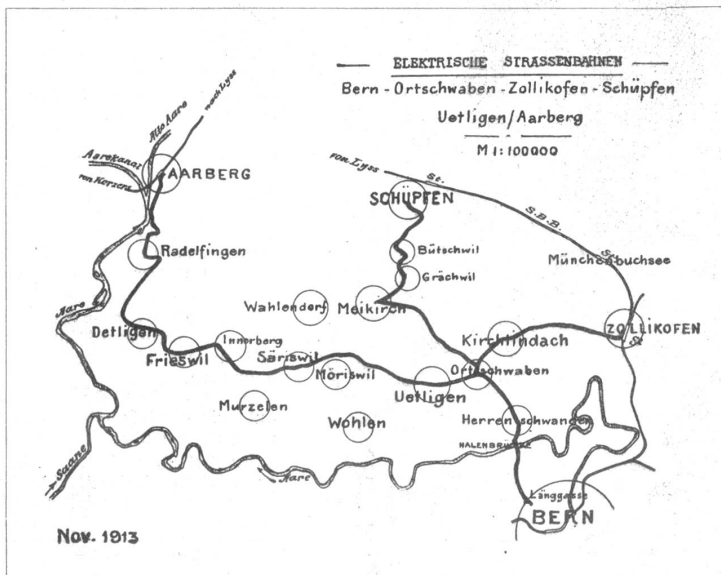 ELEKTRISCHE STRASSENBAHNEN
Bern - Ortschwaben - Zollikofen - Schüpfen
Uetligen/Aarberg
M 1:100000
nach Lyss
Alte Aare
Aarekanal
von Kerzers
AARBERG
von Lyss
St.
SCHÜPFEN
S.B.B.
Radelfingen
Bütschwil
Münchenbuchsee
Grächwil
Aare
Wahlendorf
Meikirch
Detligen
ZOLLIKOFEN
St
Innerberg
Kirchlindach
Frieswil
Säriswil
Möriswil
Ortschwaben
Uetligen
Murzelen
Wohlen
Herrenschwanden
HALENBRÜCKE
Saane
Aare
Länggasse
BERN
Nov. 1913